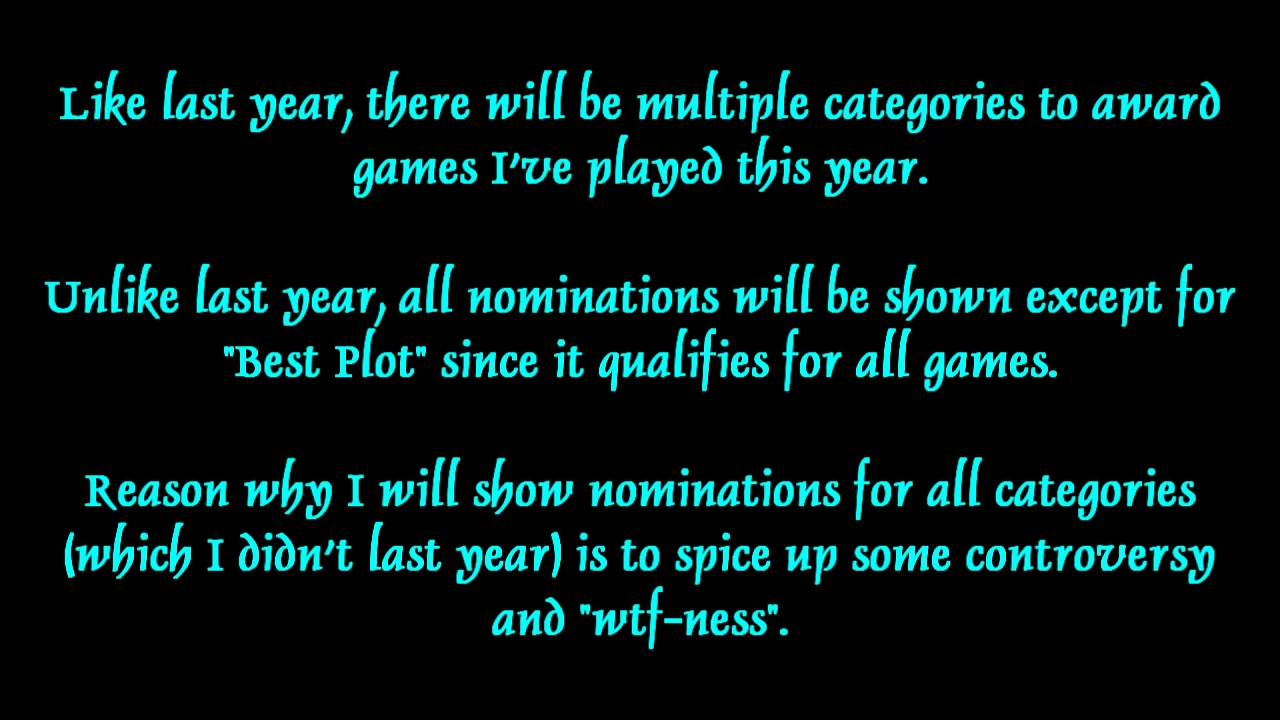 Like last year, there will be multiple categories to award
games I've played this year.
Unlike last year, all nominations will be shown except for
"Best Plot" since it qualifies for all games.
Reason why I will show nominations for all categories
(which I didn't last year) is to spice up some controversy
and "wtf-ness".